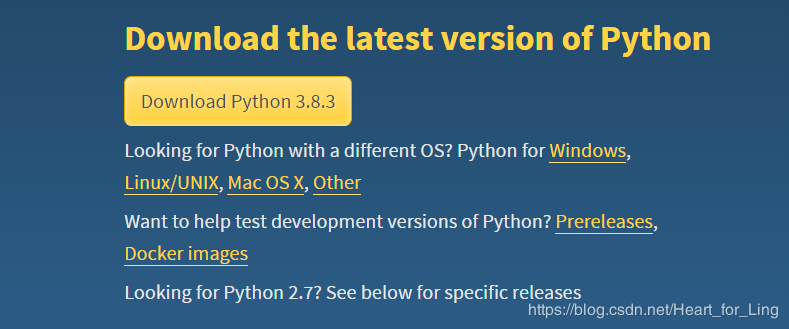 Download the latest version of Python
Download Python 3.8.3
Looking for Python with a different OS? Python for Windows,
Linux/UNIX, Mac OS X, Other
Want to help test development versions of Python? Prereleases,
Docker images
Looking for Python 2.7? See below for specific releases
https://blog.csdn.net/Heart_for_Ling